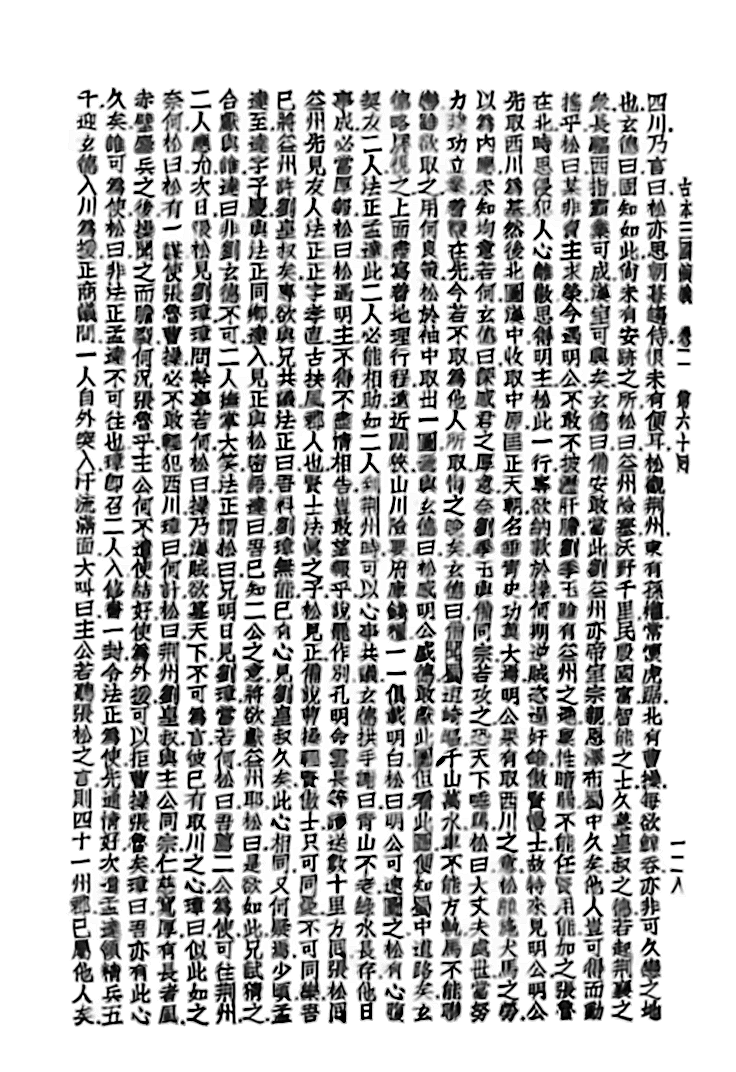 古本三國演義 卷二 第六十回 一二八
四川乃言曰松亦思朝暮趨侍恨未有便耳松觀荊州東有孫權常懷虎踞北有曹操每欲鯨吞亦非可久戀之地
也玄德曰固知如此尚未有安跡之所松曰益州險塞沃野千里民殷國富智能之士久慕皇叔之德若起荊襄之
衆長驅西指霸業可成漢室可興矣玄德曰備安敢當此劉益州亦帝室宗親恩澤布蜀中久矣他人豈可得而動
搖乎松曰某非賣主求榮今遇明公不敢不披瀝肝膽劉季玉雖有益州之地稟性暗弱不能任賢用能加之張魯
在北時思侵犯人心離散思得明主松此一行專欲納款於操何期逆賊恣逞奸雄傲賢慢士故特來見明公明公
先取西川爲基然後北圖漢中收取中原匡正天朝名垂靑史功莫大焉明公果有取西川之意松願施犬馬之勞
以爲內應未知鈞意若何玄德曰深感君之厚意奈劉季玉與備同宗若攻之恐天下唾罵松曰大丈夫處世當努
力建功立業著鞭在先今若不取爲他人所取悔之晚矣玄德曰備聞蜀道崎嶇千山萬水車不能方軌馬不能聯
轡雖欲取之用何良策松於袖中取出一圖遞與玄德曰松感明公盛德敢獻此圖但看此圖便知蜀中道路矣玄
德略展視之上面盡寫著地理行程遠近闊狹山川險要府庫錢糧一一俱載明白松曰明公可速圖之松有心腹
契友二人法正孟達此二人必能相助如二人到荊州時可以心事共議玄德拱手謝曰靑山不老綠水長存他日
事成必當厚報松曰松遇明主不得不盡情相告豈敢望報乎說罷作別孔明命雲長等護送數十里方回張松回
益州先見友人法正正字孝直古扶風郡人也賢士法眞之子松見正備說曹操輕賢傲士只可同憂不可同樂吾
已將益州許劉皇叔矣專欲與兄共議法正曰吾料劉璋無能已有心見劉皇叔久矣此心相同又何疑焉少頃孟
達至達字子慶與法正同鄕達入見正與松密語達曰吾已知二公之意將欲獻益州耶松曰是欲如此兄試猜之
合獻與誰達曰非劉玄德不可二人撫掌大笑法正謂松曰兄明日見劉璋當若何松曰吾薦二公爲使可往荊州
二人應允次日張松見劉璋璋問幹事若何松曰操乃漢賊欲篡天下不可爲言彼已有取川之心璋曰似此如之
奈何松曰松有一謀使張魯曹操必不敢輕犯西川璋曰何計松曰荊州劉皇叔與主公同宗仁慈寬厚有長者風
赤壁鏖兵之後操聞之而膽裂何況張魯乎主公何不遣使結好使爲外援可以拒曹操張魯矣璋曰吾亦有此心
久矣誰可爲使松曰非法正孟達不可往也璋卽召二人入修書一封令法正爲使先通情好次遣孟達領精兵五
千迎玄德入川爲援正商議間一人自外突入汗流滿面大叫曰主公若聽張松之言則四十一州郡已屬他人矣